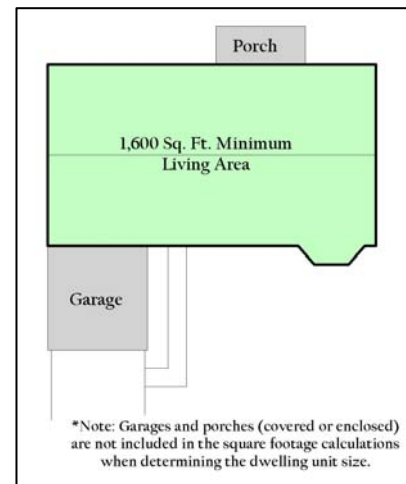 Porch
1,600 Sq. Ft. Minimum
Living Area
Garage
*Note: Garages and porches (covered or enclosed)
are not included in the square footage calculations
when determining the dwelling unit size.